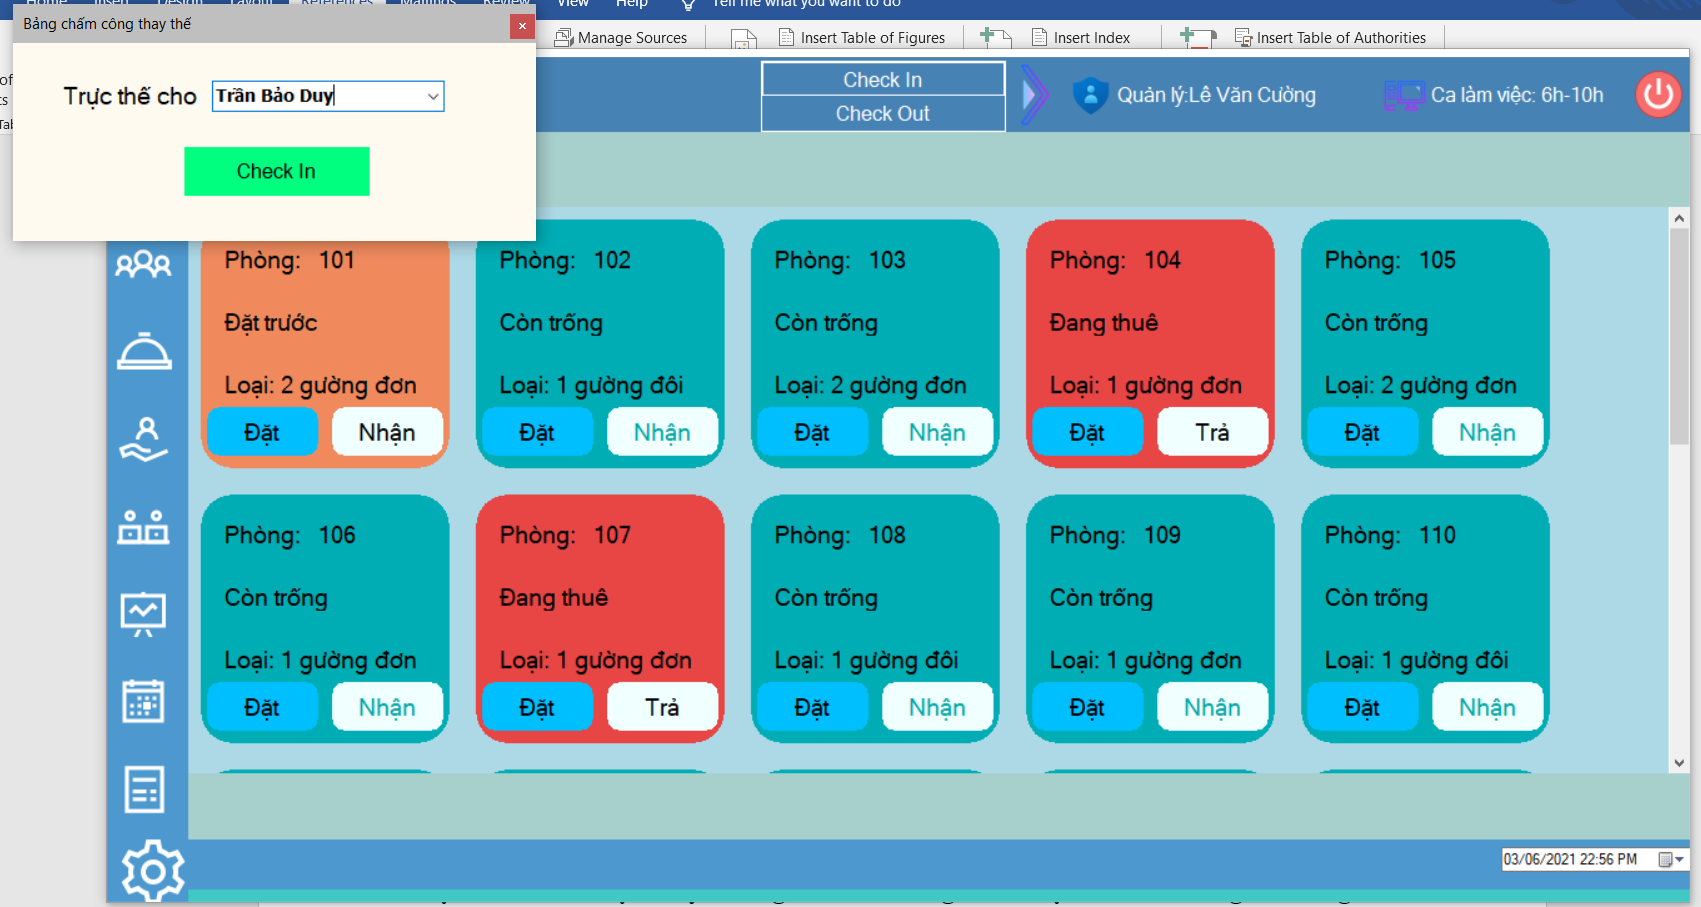 Home Insert Design Layout References Mailings Review View Help Tell me what you want to do
Bảng chấm công thay thế
Manage Sources
Insert Table of Figures
Insert Index
Insert Table of Authorities
Trực thế cho Trần Bảo Duy
Check In
Check In
Check Out
Quản lý:Lê Văn Cường
Ca làm việc: 6h-10h
Phòng: 101
Đặt trước
Loại: 2 gường đơn
Đặt Nhận
Phòng: 102
Còn trống
Loại: 1 gường đôi
Đặt Nhận
Phòng: 103
Còn trống
Loại: 2 gường đơn
Đặt Nhận
Phòng: 104
Đang thuê
Loại: 1 gường đơn
Đặt Trả
Phòng: 105
Còn trống
Loại: 2 gường đơn
Đặt Nhận
Phòng: 106
Còn trống
Loại: 1 gường đơn
Đặt Nhận
Phòng: 107
Đang thuê
Loại: 1 gường đơn
Đặt Trả
Phòng: 108
Còn trống
Loại: 1 gường đôi
Đặt Nhận
Phòng: 109
Còn trống
Loại: 1 gường đơn
Đặt Nhận
Phòng: 110
Còn trống
Loại: 1 gường đôi
Đặt Nhận
03/06/2021 22:56 PM